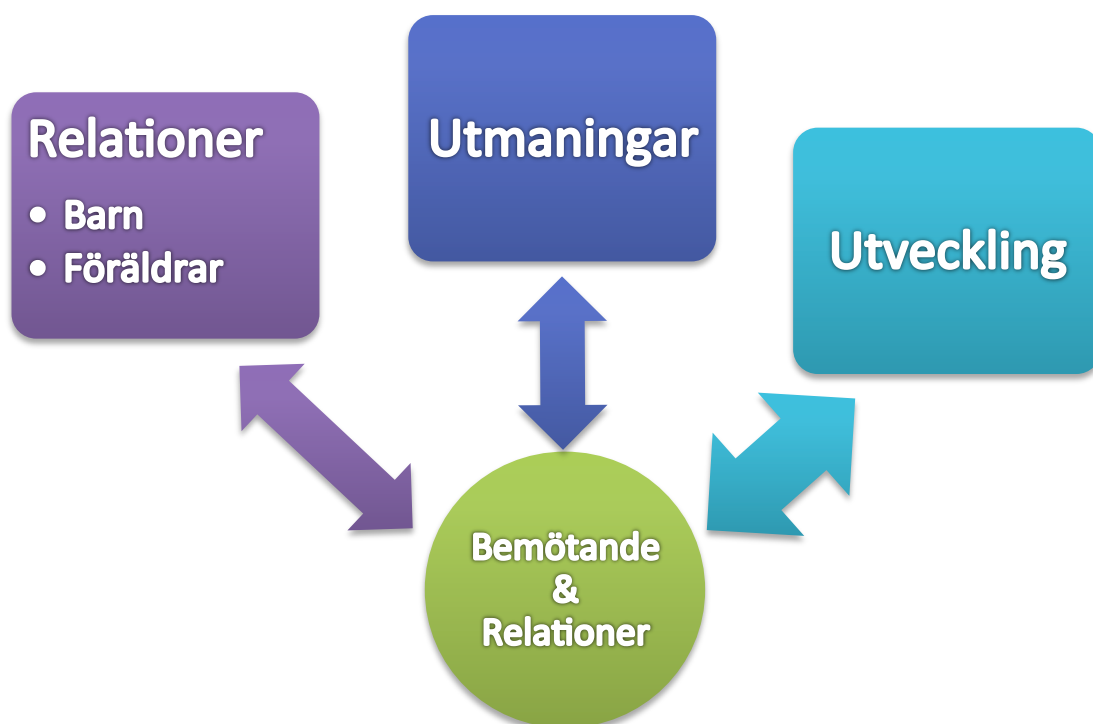 Relationer
• Barn
• Föräldrar
Utmaningar
Utveckling
Bemötande
&
Relationer